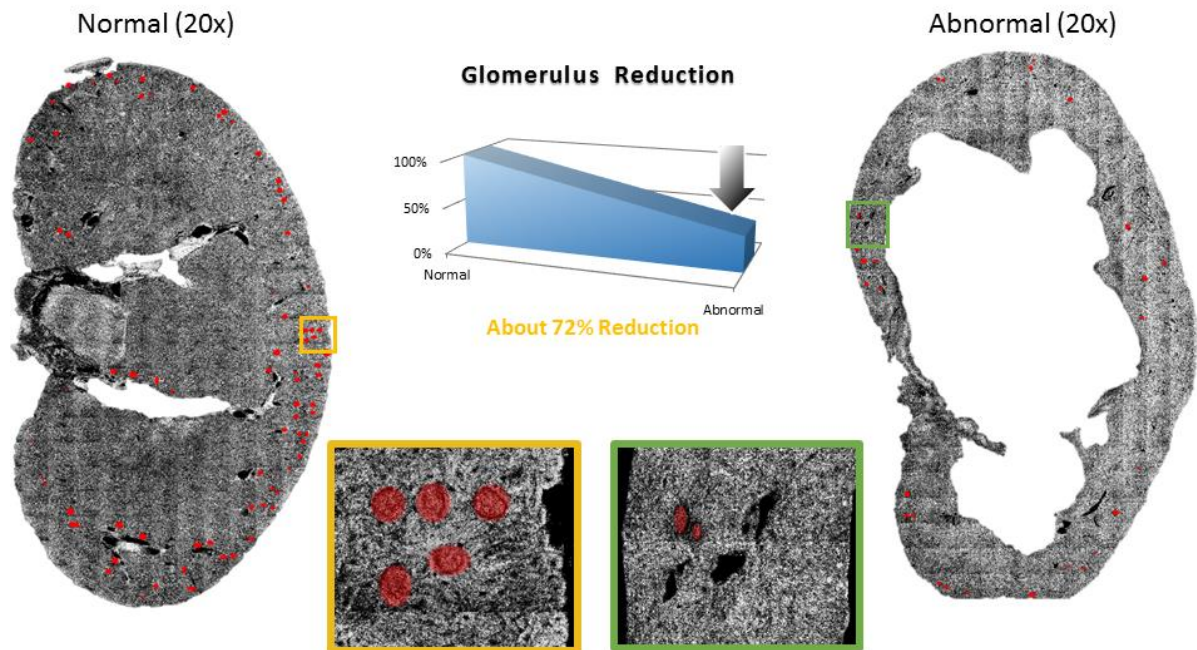 Normal (20x)
Abnormal (20x)
Glomerulus Reduction
100%
50%
0%
Normal
Abnormal
About 72% Reduction